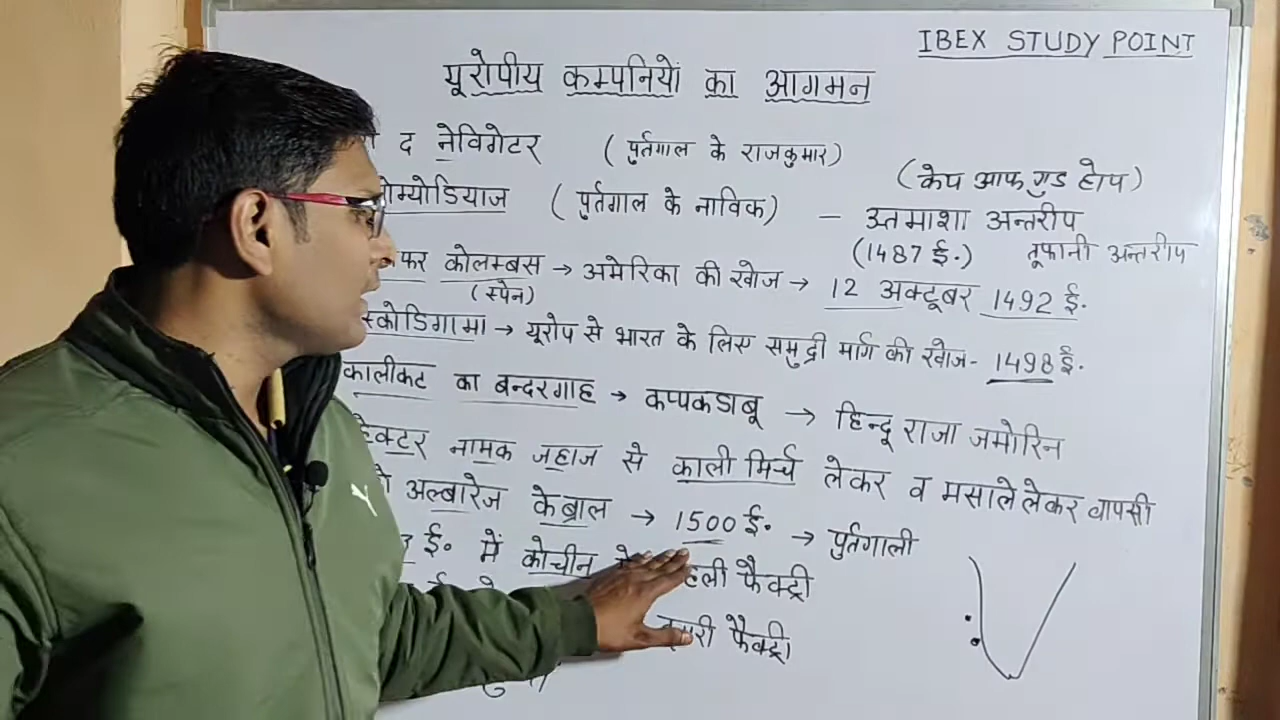 IBEX STUDY POINT
यूरोपीय कम्पनियों का आगमन
द नेविगेटर (पुर्तगाल के राजकुमार)
(केप आफ गुड होप)
(पुर्तगाल के नाविक) – उत्तमाशा अन्तरीप
(1487 ई.) तूफानी अन्तरीप
कोलम्बस → अमेरिका की खोज → 12 अक्टूबर 1492 ई.
(स्पेन)
स्कोडिगामा → यूरोप से भारत के लिए समुद्री मार्ग की खोज - 1498 ई.
कालीकट का बन्दरगाह → कप्पकडाबू → हिन्दू राजा जमोरिन
नामक जहाज से काली मिर्च लेकर व मसाले लेकर वापसी
अल्बारेज केब्राल → 1500 ई. → पुर्तगाली
ई. में कोचीन फैक्ट्री
फैक्ट्री